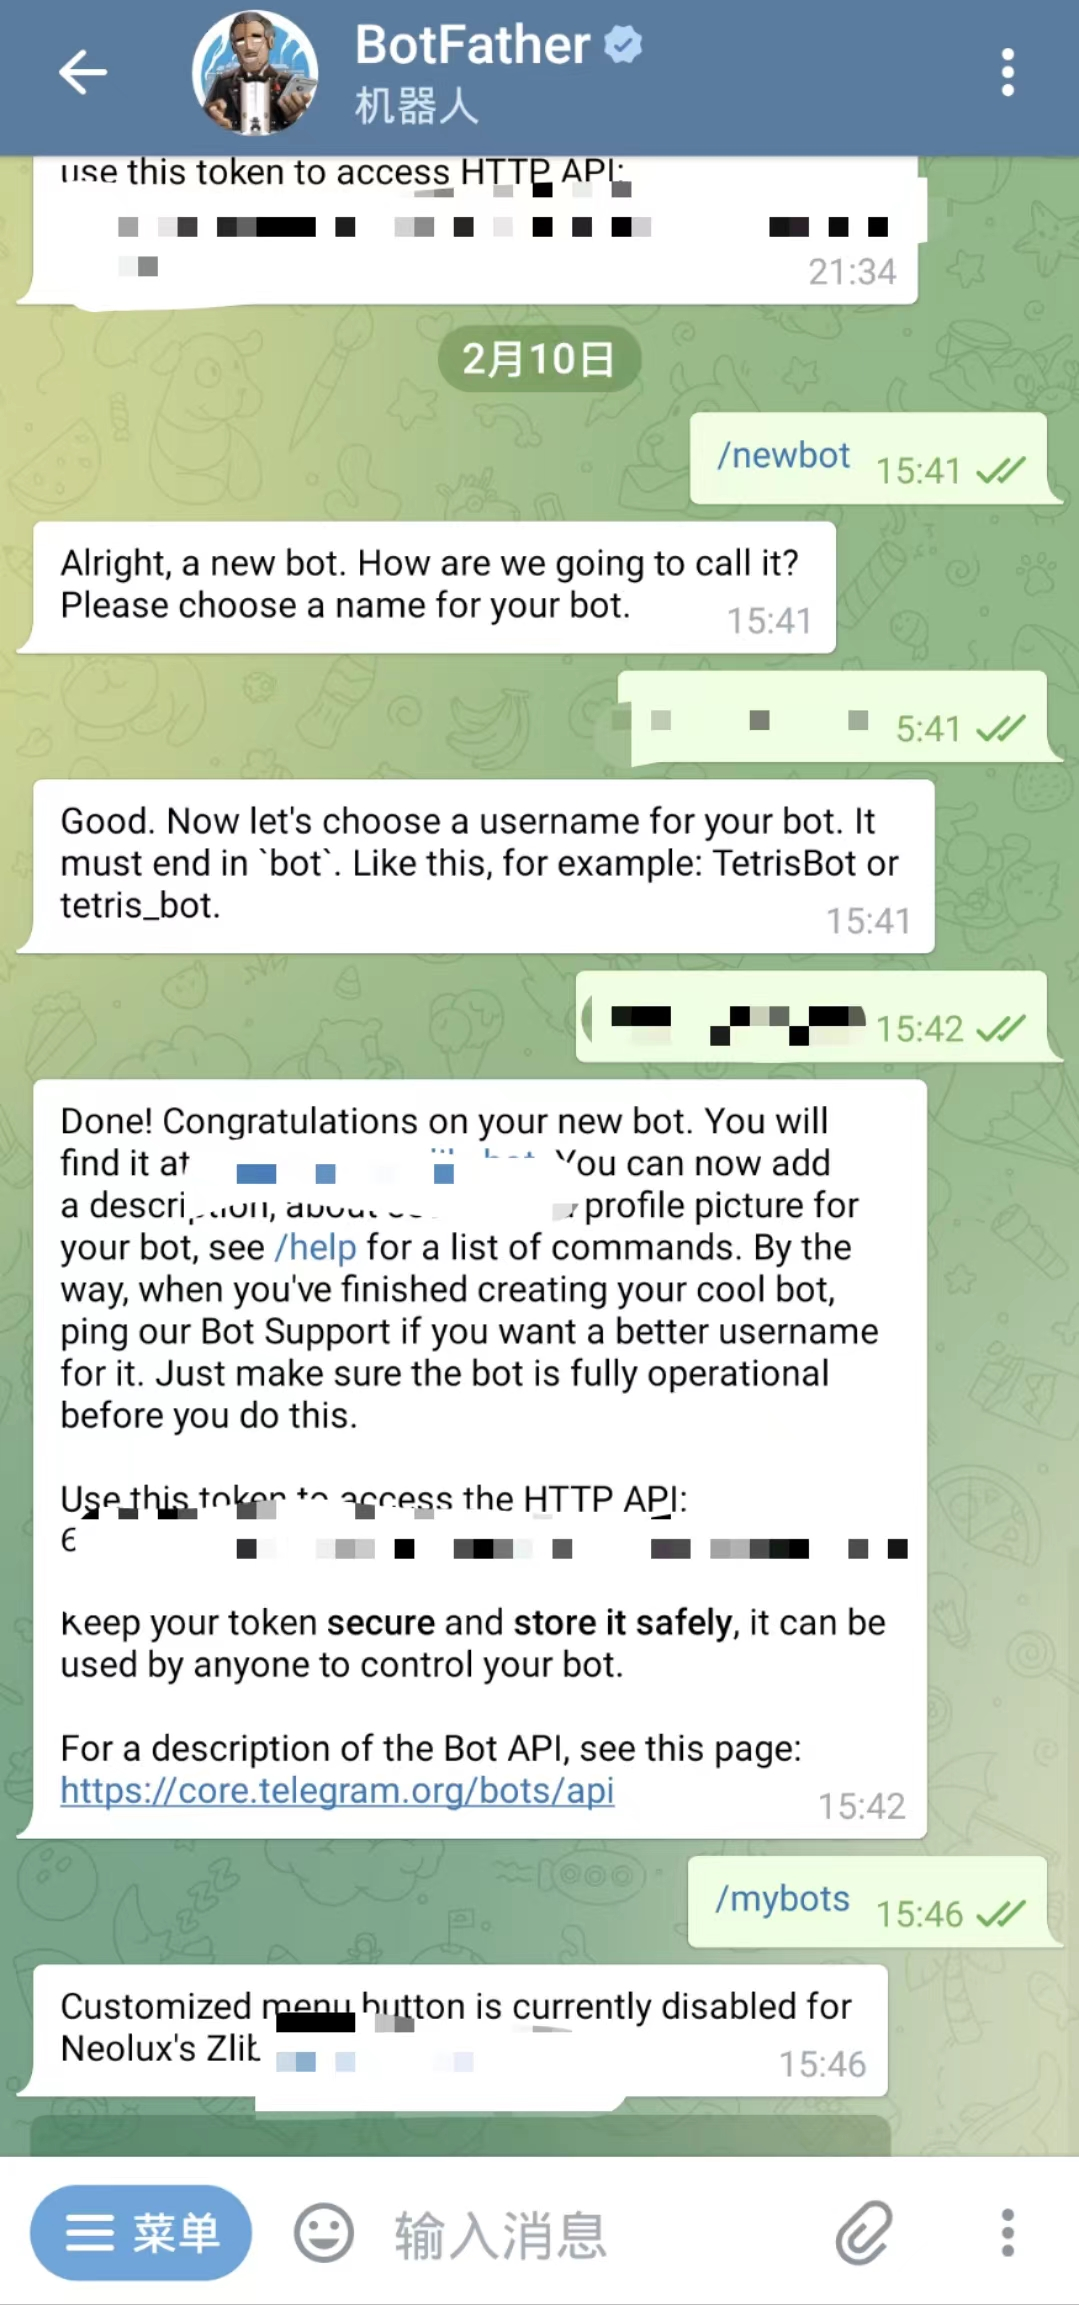 BotFather
机器人
use this token to access HTTP API:
21:34
2月10日
/newbot 15:41
Alright, a new bot. How are we going to call it?
Please choose a name for your bot. 15:41
5:41
Good. Now let's choose a username for your bot. It
must end in `bot`. Like this, for example: TetrisBot or
tetris_bot. 15:41
15:42
Done! Congratulations on your new bot. You will
find it at You can now add
a description, about profile picture for
your bot, see /help for a list of commands. By the
way, when you've finished creating your cool bot,
ping our Bot Support if you want a better username
for it. Just make sure the bot is fully operational
before you do this.
Use this token to access the HTTP API:
6
Keep your token secure and store it safely, it can be
used by anyone to control your bot.
For a description of the Bot API, see this page:
https://core.telegram.org/bots/api 15:42
/mybots 15:46
Customized menu button is currently disabled for
Neolux's Zlib 15:46
菜单 输入消息